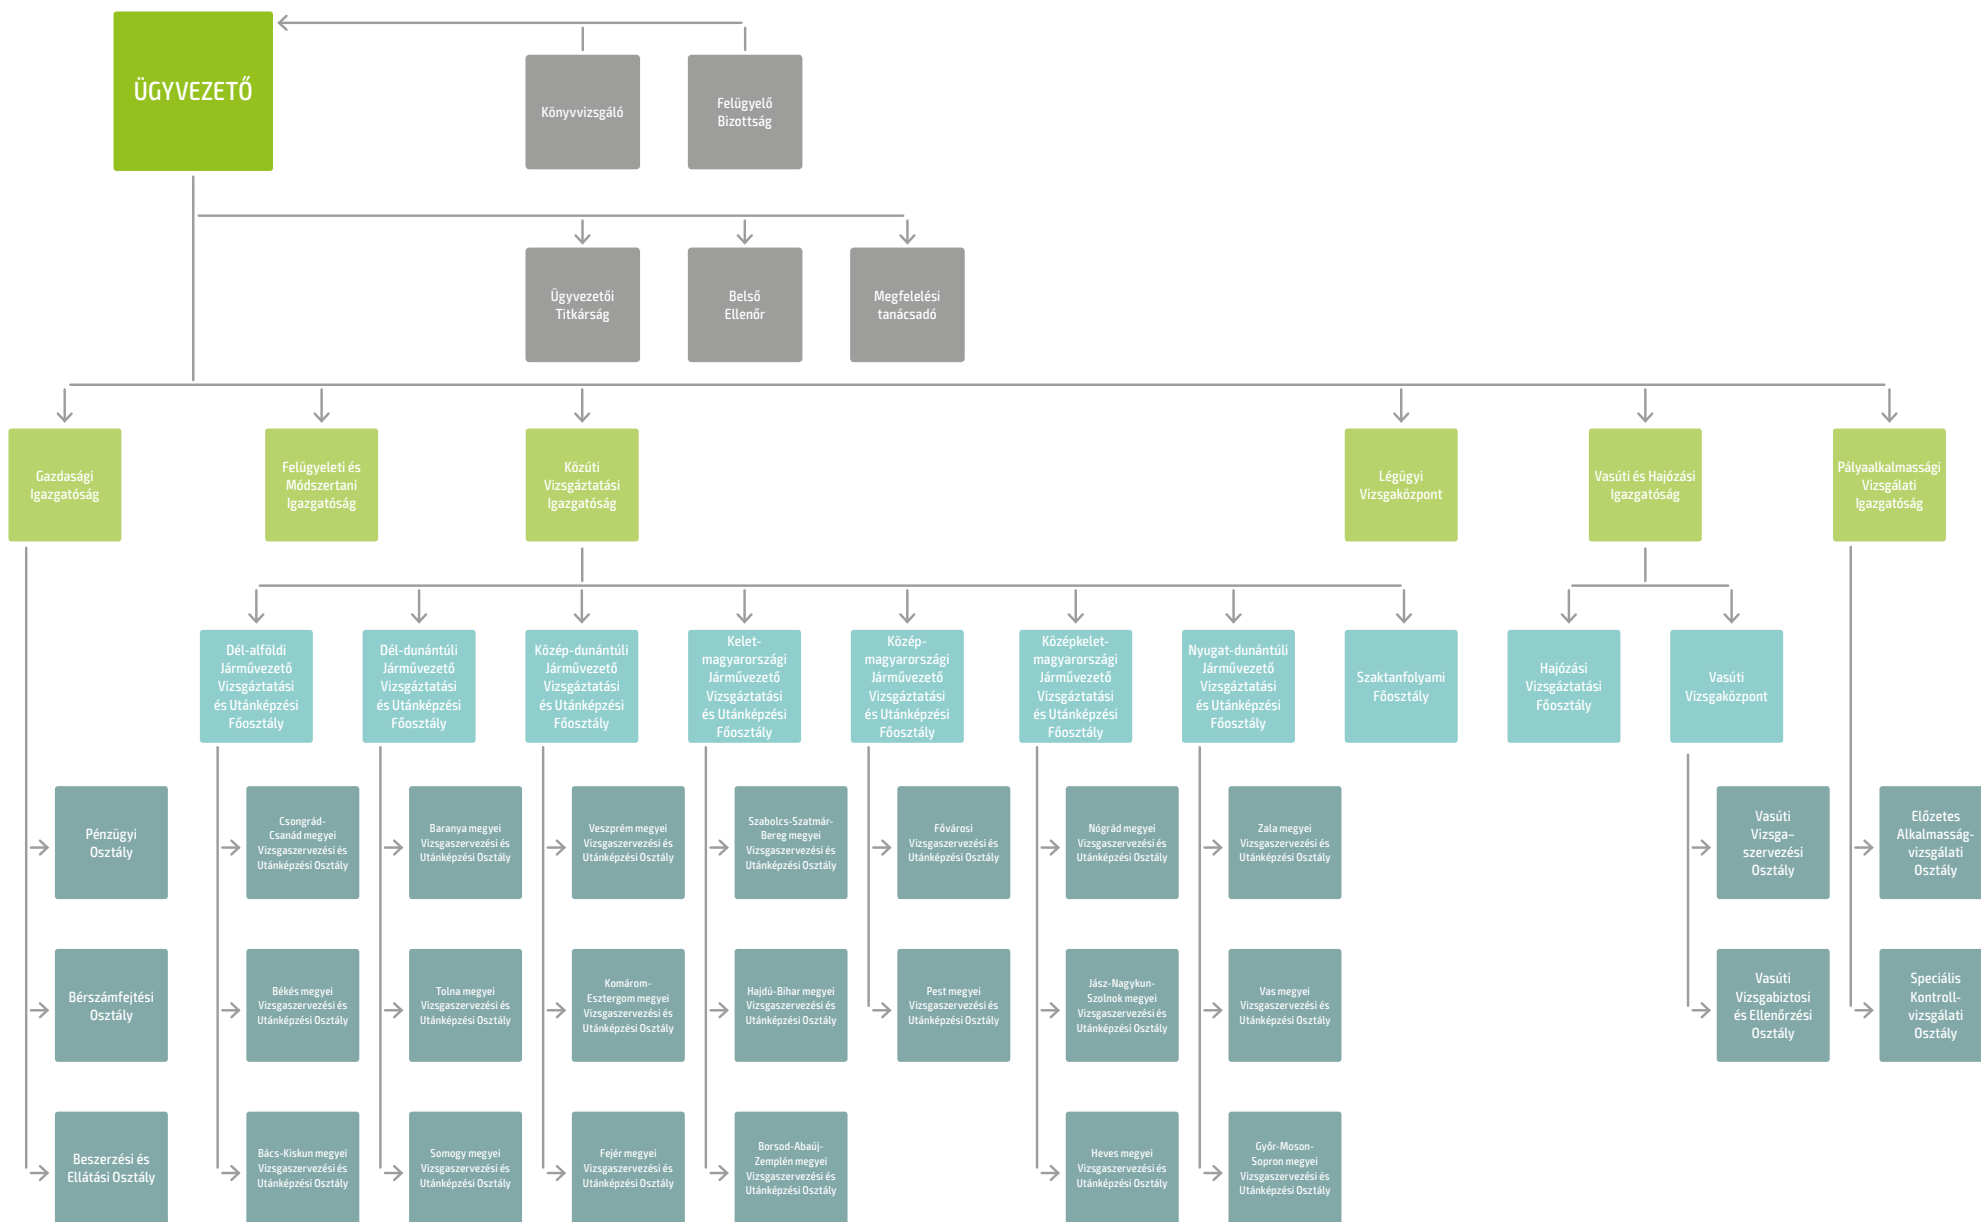 ÜGYVEZETŐ
Könyvvizsgáló
Felügyelő
Bizottság
Ügyvezetői
Titkárság
Belső
Ellenőr
Megfelelési
tanácsadó
Gazdasági
Igazgatóság
Felügyeleti és
Módszertani
Igazgatóság
Közúti
Vizsgáztatási
Igazgatóság
Légügyi
Vizsgaközpont
Vasúti és Hajózási
Igazgatóság
Pályaalkalmassági
Vizsgálati
Igazgatóság
Dél-alföldi
Járművezető
Vizsgáztatási
és Utánképzési
Főosztály
Dél-dunántúli
Járművezető
Vizsgáztatási
és Utánképzési
Főosztály
Közép-dunántúli
Járművezető
Vizsgáztatási
és Utánképzési
Főosztály
Kelet-
magyarországi
Járművezető
Vizsgáztatási
és Utánképzési
Főosztály
Közép-
magyarországi
Járművezető
Vizsgáztatási
és Utánképzési
Főosztály
Középkelet-
magyarországi
Járművezető
Vizsgáztatási
és Utánképzési
Főosztály
Nyugat-dunántúli
Járművezető
Vizsgáztatási
és Utánképzési
Főosztály
Szaktanfolyami
Főosztály
Hajózási
Vizsgáztatási
Főosztály
Vasúti
Vizsgaközpont
Pénzügyi
Osztály
Csongrád-
Csanád megyei
Vizsgaszervezési és
Utánképzési Osztály
Baranya megyei
Vizsgaszervezési és
Utánképzési Osztály
Veszprém megyei
Vizsgaszervezési és
Utánképzési Osztály
Szabolcs-Szatmár-
Bereg megyei
Vizsgaszervezési és
Utánképzési Osztály
Fővárosi
Vizsgaszervezési és
Utánképzési Osztály
Nógrád megyei
Vizsgaszervezési és
Utánképzési Osztály
Zala megyei
Vizsgaszervezési és
Utánképzési Osztály
Vasúti
Vizsga–
szervezési
Osztály
Előzetes
Alkalmasság-
vizsgálati
Osztály
Bérszámfejtési
Osztály
Békés megyei
Vizsgaszervezési és
Utánképzési Osztály
Tolna megyei
Vizsgaszervezési és
Utánképzési Osztály
Komárom-
Esztergom megyei
Vizsgaszervezési és
Utánképzési Osztály
Hajdú-Bihar megyei
Vizsgaszervezési és
Utánképzési Osztály
Pest megyei
Vizsgaszervezési és
Utánképzési Osztály
Jász-Nagykun-
Szolnok megyei
Vizsgaszervezési és
Utánképzési Osztály
Vas megyei
Vizsgaszervezési és
Utánképzési Osztály
Vasúti
Vizsgabiztosi
és Ellenőrzési
Osztály
Speciális
Kontroll-
vizsgálati
Osztály
Beszerzési és
Ellátási Osztály
Bács-Kiskun megyei
Vizsgaszervezési és
Utánképzési Osztály
Somogy megyei
Vizsgaszervezési és
Utánképzési Osztály
Fejér megyei
Vizsgaszervezési és
Utánképzési Osztály
Borsod-Abaúj-
Zemplén megyei
Vizsgaszervezési és
Utánképzési Osztály
Heves megyei
Vizsgaszervezési és
Utánképzési Osztály
Győr-Moson-
Sopron megyei
Vizsgaszervezési és
Utánképzési Osztály